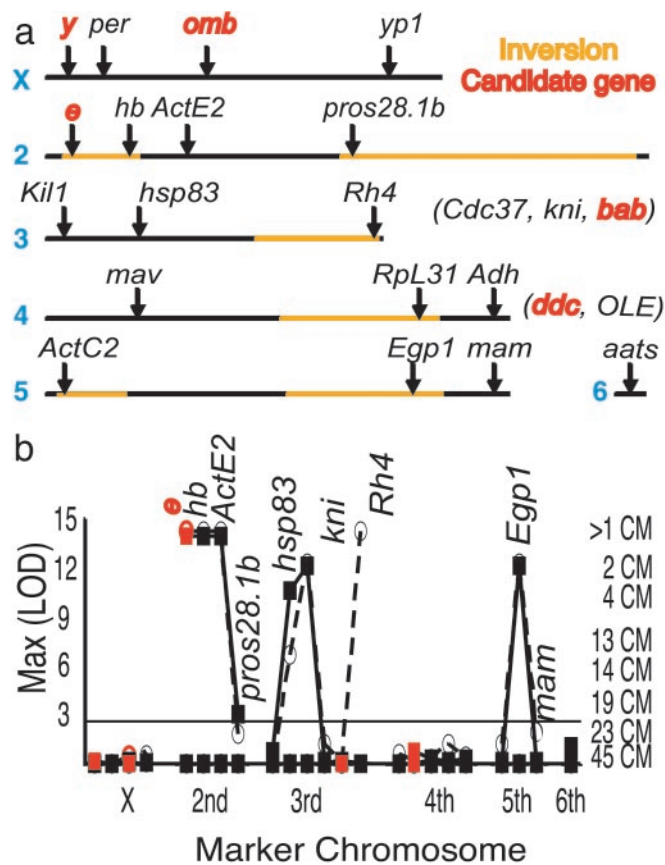 a
y per omb yp1
Inversion
X
Candidate gene
e hb ActE2 pros28.1b
2
Kil1 hsp83 Rh4 (Cdc37, kni, bab)
3
mav RpL31 Adh (ddc, OLE)
4
ActC2 Egp1 mam aats
5 6
b
e hb ActE2 pros28.1b hsp83 kni Rh4 Egp1 mam
Max (LOD)
15 >1 CM
12 2 CM
4 CM
9
13 CM
6 14 CM
19 CM
3
23 CM
45 CM
X 2nd 3rd 4th 5th 6th
Marker Chromosome